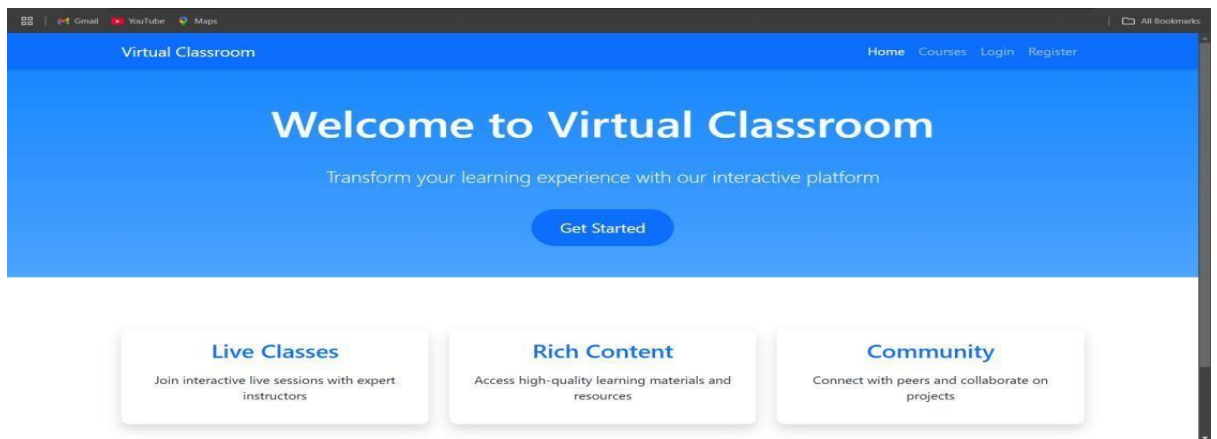 Gmail YouTube Maps All Bookmarks
Virtual Classroom Home Courses Login Register
Welcome to Virtual Classroom
Transform your learning experience with our interactive platform
Get Started
Live Classes
Join interactive live sessions with expert
instructors
Rich Content
Access high-quality learning materials and
resources
Community
Connect with peers and collaborate on
projects